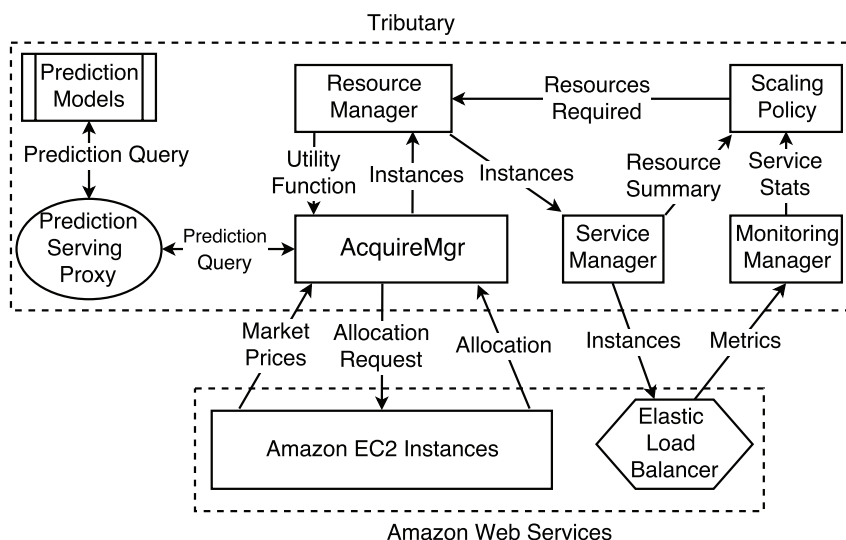 Tributary
Prediction
Models
Resource
Manager
Resources
Required
Scaling
Policy
Prediction Query
Utility
Function
Instances
Instances
Resource
Summary
Service
Stats
Prediction
Serving
Proxy
Prediction
Query
AcquireMgr
Service
Manager
Monitoring
Manager
Market
Prices
Allocation
Request
Allocation
Instances
Metrics
Amazon EC2 Instances
Elastic
Load
Balancer
Amazon Web Services